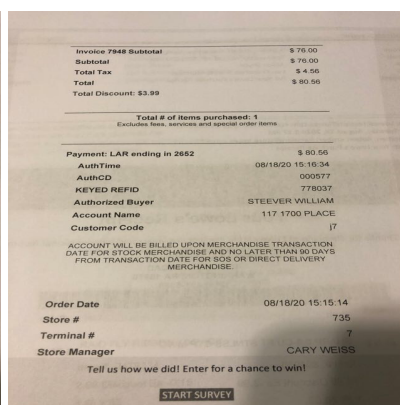 Invoice 7948 Subtotal $ 76.00
Subtotal $ 76.00
Total Tax $ 4.56
Total $ 80.56
Total Discount: $3.99
Total # of items purchased: 1
Excludes fees, services and special order items
Payment: LAR ending in 2652 $ 80.56
AuthTime 08/18/20 15:16:34
AuthCD 000577
KEYED REFID 778037
Authorized Buyer STEEVER WILLIAM
Account Name 117 1700 PLACE
Customer Code j7
ACCOUNT WILL BE BILLED UPON MERCHANDISE TRANSACTION
DATE FOR STOCK MERCHANDISE AND NO LATER THAN 90 DAYS
FROM TRANSACTION DATE FOR SOS OR DIRECT DELIVERY
MERCHANDISE.
Order Date 08/18/20 15:15:14
Store # 735
Terminal # 7
Store Manager CARY WEISS
Tell us how we did! Enter for a chance to win!
START SURVEY